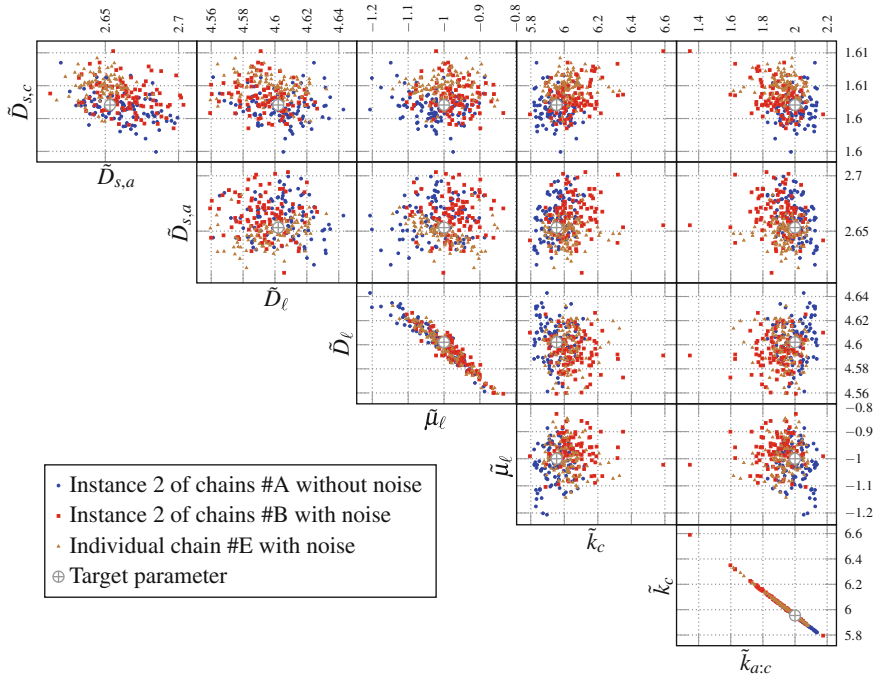 2.65 2.7 4.56 4.58 4.6 4.62 4.64 −1.2 −1.1 −1 −0.9 −0.8 5.8 6 6.2 6.4 6.6 1.2 1.4 1.6 1.8 2 2.2
D̃s,c
1.61
1.61
1.6
1.6
D̃s,a
D̃s,a
2.7
2.65
D̃ℓ
D̃ℓ
4.64
4.62
4.6
4.58
4.56
μ̃ℓ
μ̃ℓ
−0.8
−0.9
−1
−1.1
−1.2
k̃c
k̃c
6.6
6.4
6.2
6
5.8
k̃a:c
Instance 2 of chains #A without noise
Instance 2 of chains #B with noise
Individual chain #E with noise
Target parameter